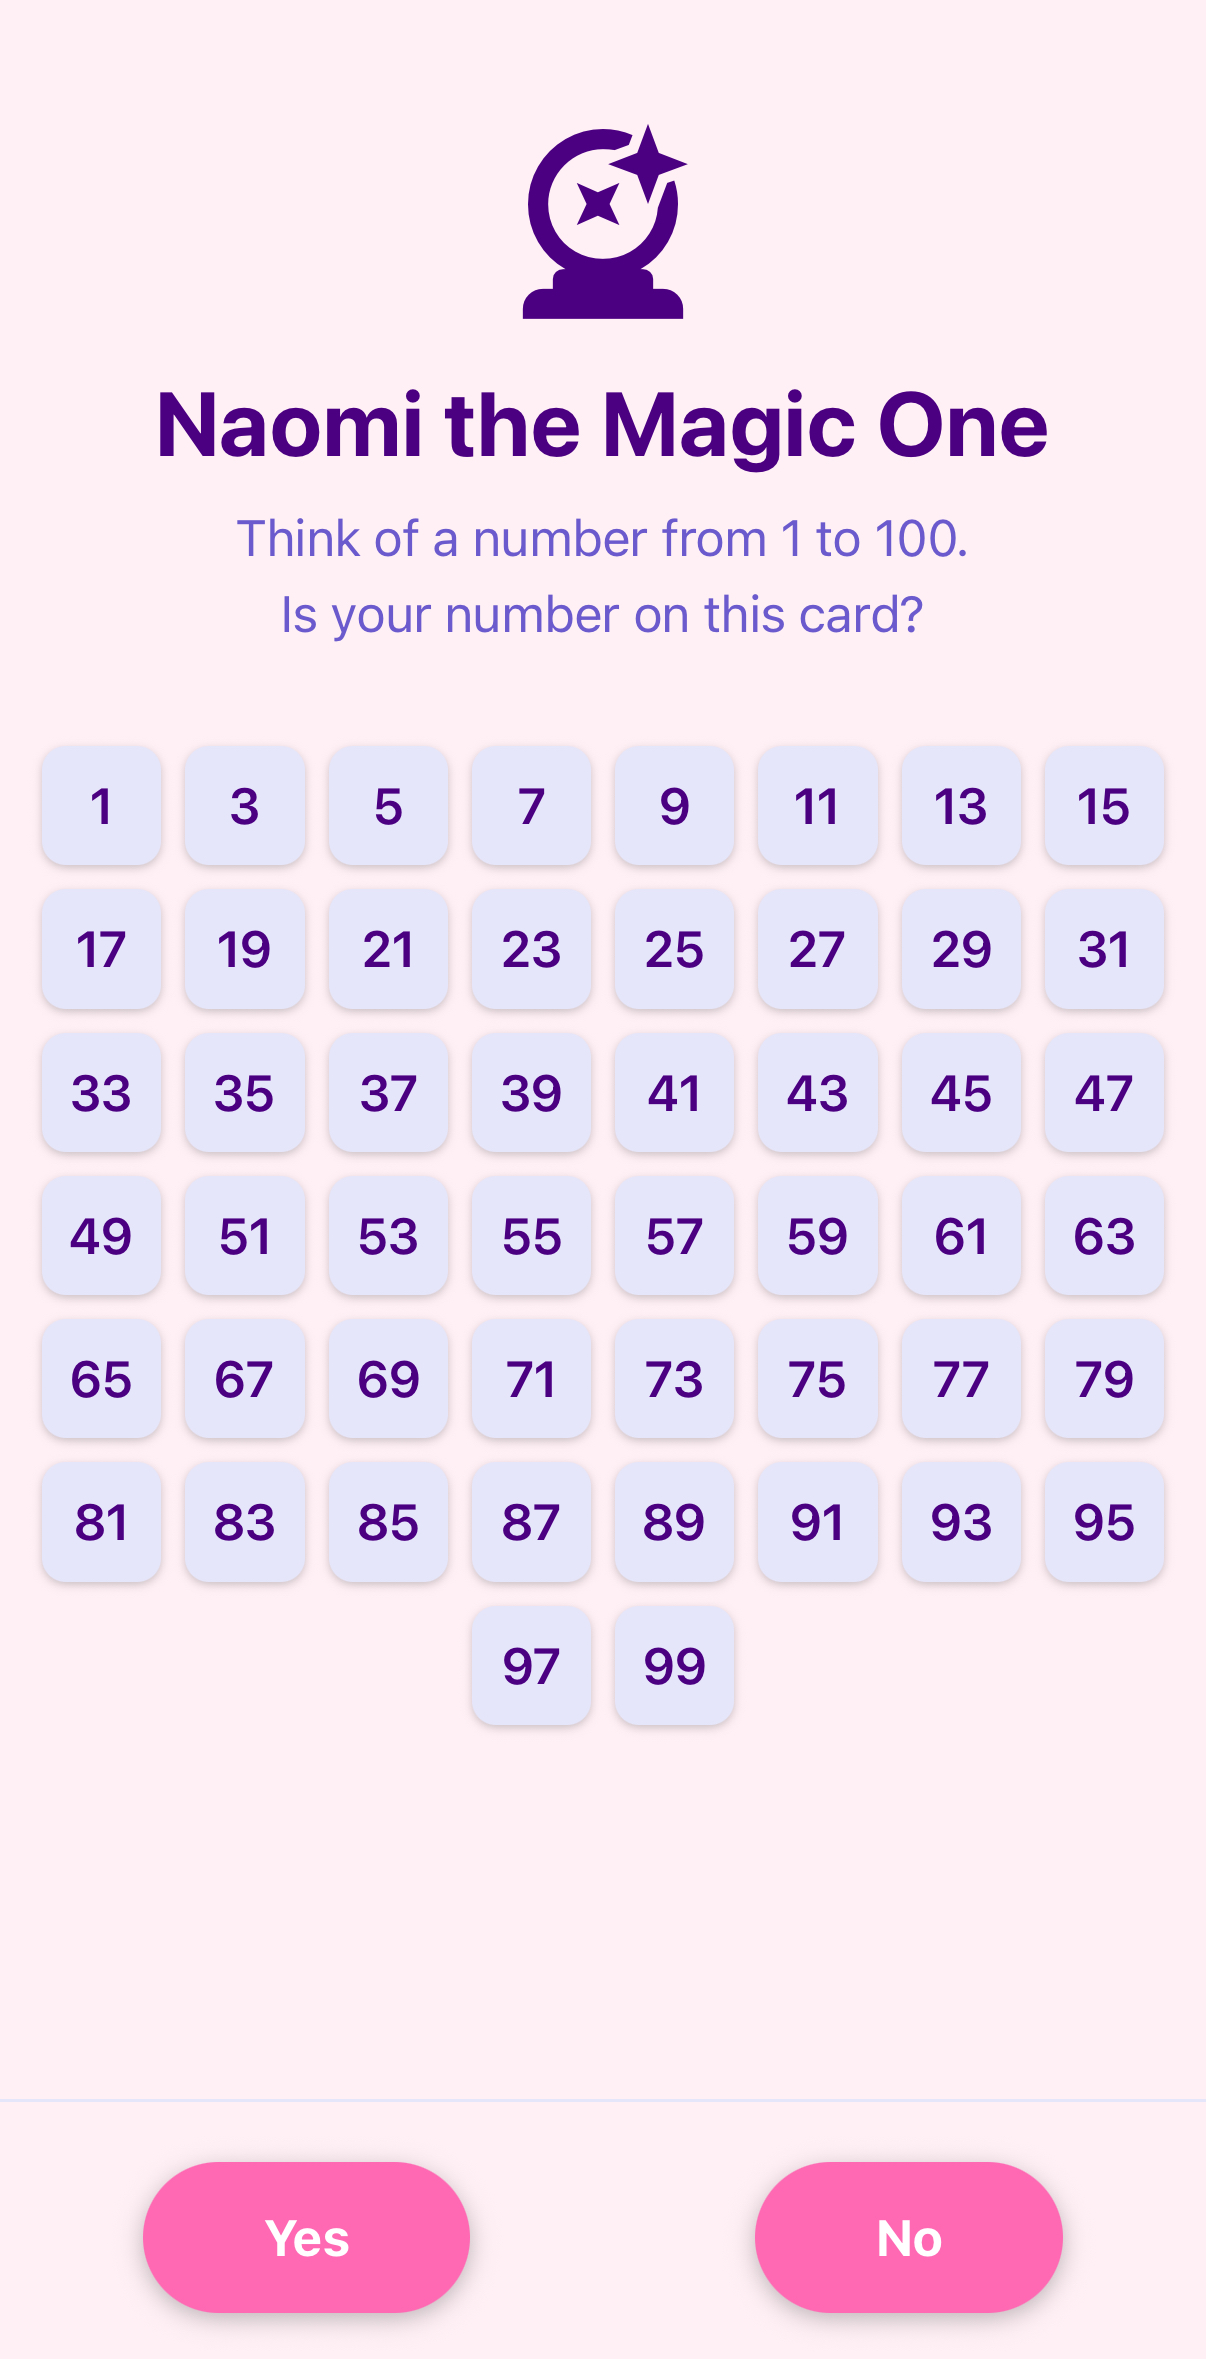 Naomi the Magic One
Think of a number from 1 to 100.
Is your number on this card?
1 3 5 7 9 11 13 15
17 19 21 23 25 27 29 31
33 35 37 39 41 43 45 47
49 51 53 55 57 59 61 63
65 67 69 71 73 75 77 79
81 83 85 87 89 91 93 95
97 99
Yes No